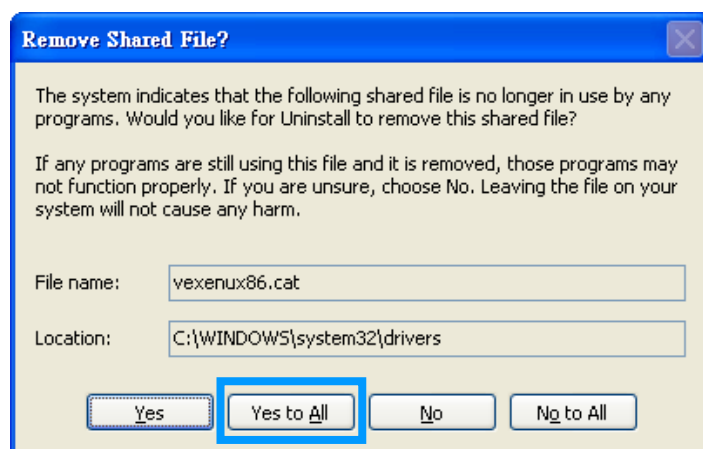 Remove Shared File?
The system indicates that the following shared file is no longer in use by any
programs. Would you like for Uninstall to remove this shared file?
If any programs are still using this file and it is removed, those programs may
not function properly. If you are unsure, choose No. Leaving the file on your
system will not cause any harm.
File name: vexenux86.cat
Location: C:\WINDOWS\system32\drivers
Yes Yes to All No No to All